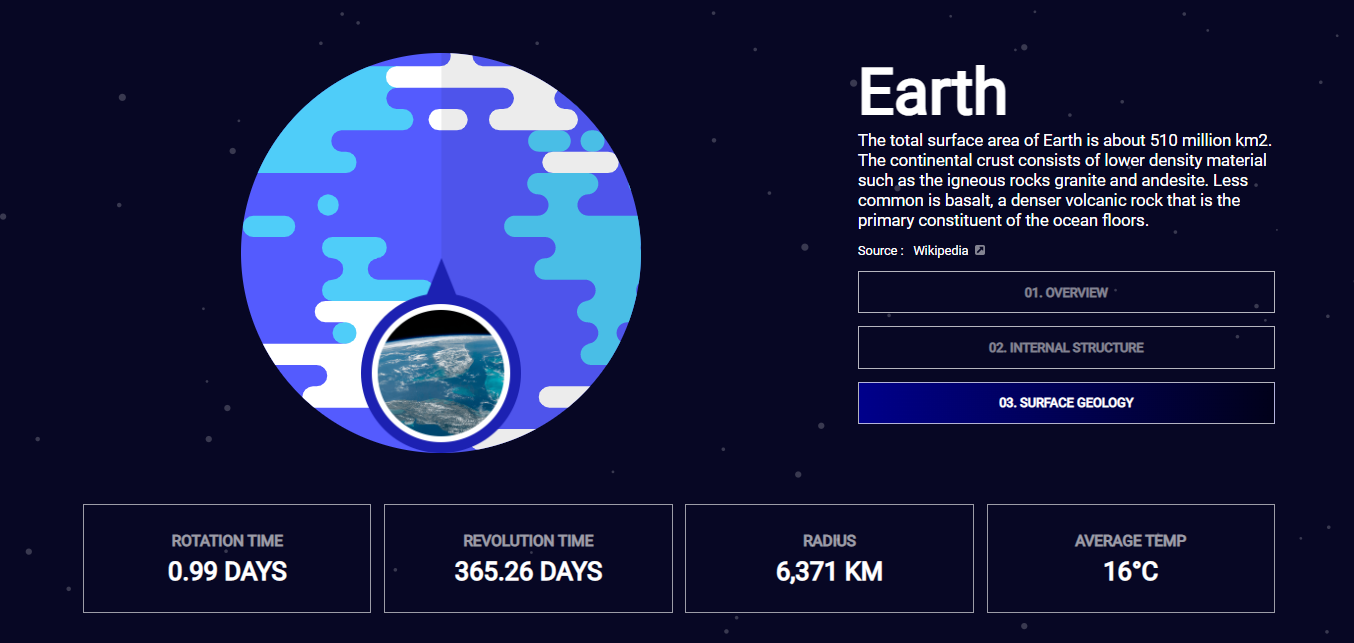 Earth
The total surface area of Earth is about 510 million km2.
The continental crust consists of lower density material
such as the igneous rocks granite and andesite. Less
common is basalt, a denser volcanic rock that is the
primary constituent of the ocean floors.
Source : Wikipedia
01. OVERVIEW
02. INTERNAL STRUCTURE
03. SURFACE GEOLOGY
ROTATION TIME
0.99 DAYS
REVOLUTION TIME
365.26 DAYS
RADIUS
6,371 KM
AVERAGE TEMP
16°C